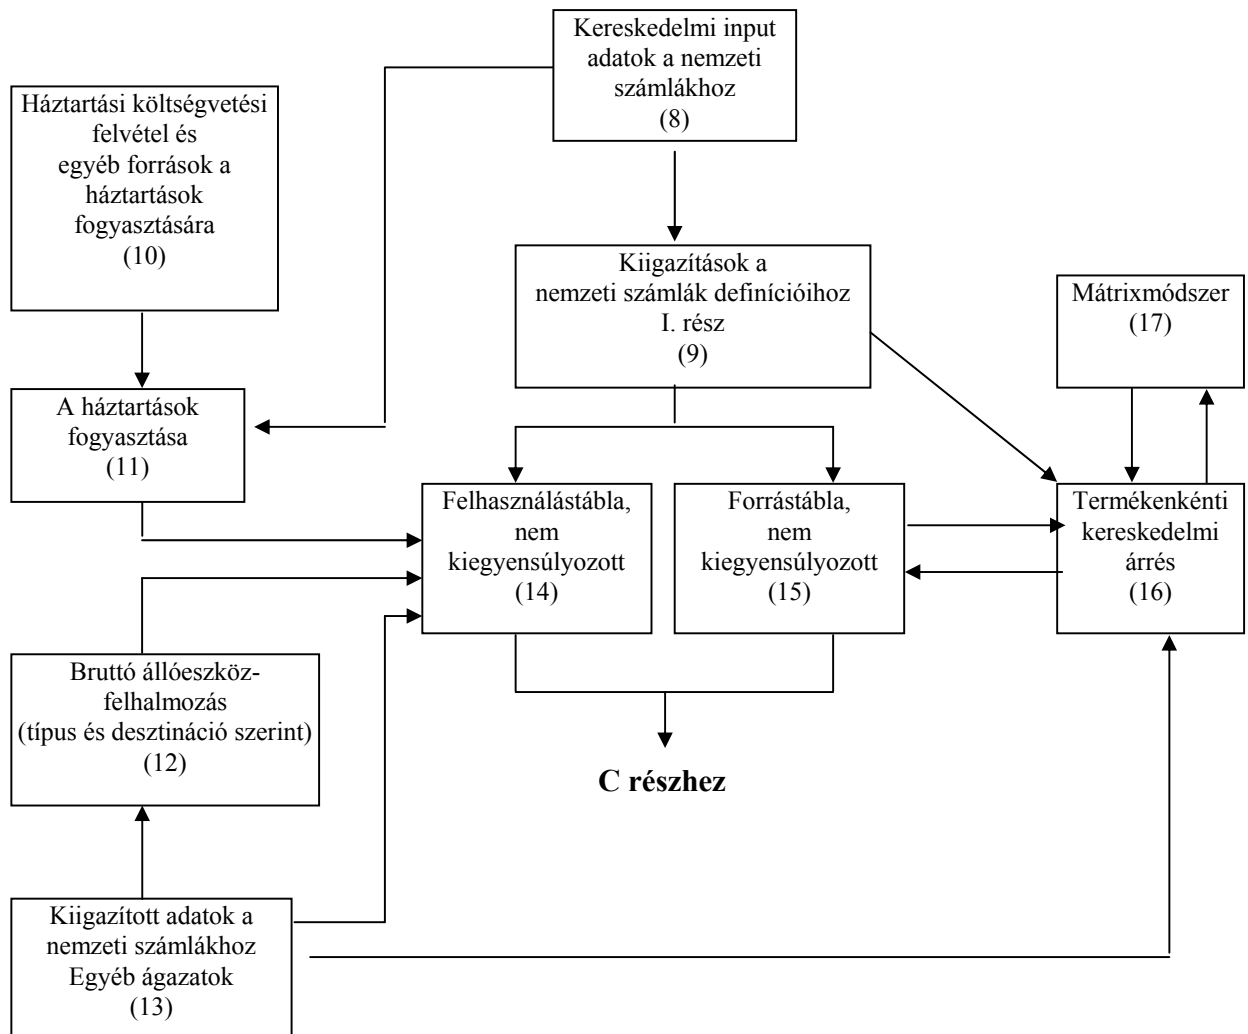 Kereskedelmi input
adatok a nemzeti
számlákhoz
(8)
Háztartási költségvetési
felvétel és
egyéb források a
háztartások
fogyasztására
(10)
Kiigazítások a
nemzeti számlák definícióihoz
I. rész
(9)
Mátrixmódszer
(17)
A háztartások
fogyasztása
(11)
Felhasználástábla,
nem
kiegyensúlyozott
(14)
Forrástábla,
nem
kiegyensúlyozott
(15)
Termékenkénti
kereskedelmi
árrés
(16)
Bruttó állóeszköz-
felhalmozás
(típus és desztináció szerint)
(12)
C részhez
Kiigazított adatok a
nemzeti számlákhoz
Egyéb ágazatok
(13)